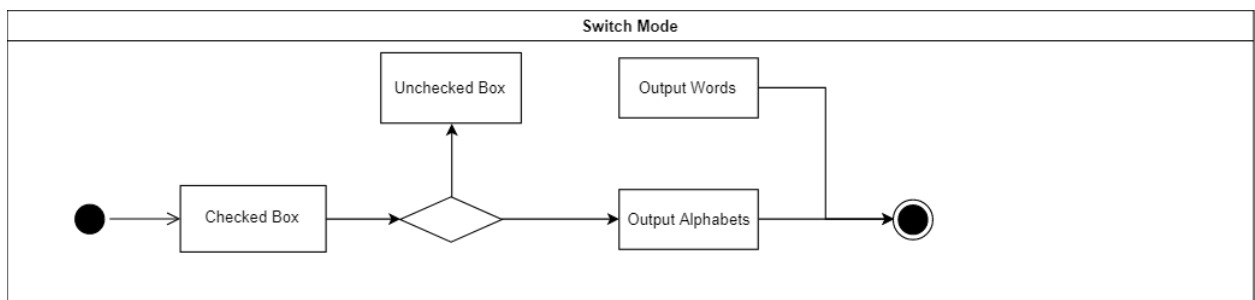 Switch Mode
Unchecked Box
Output Words
Checked Box
Output Alphabets